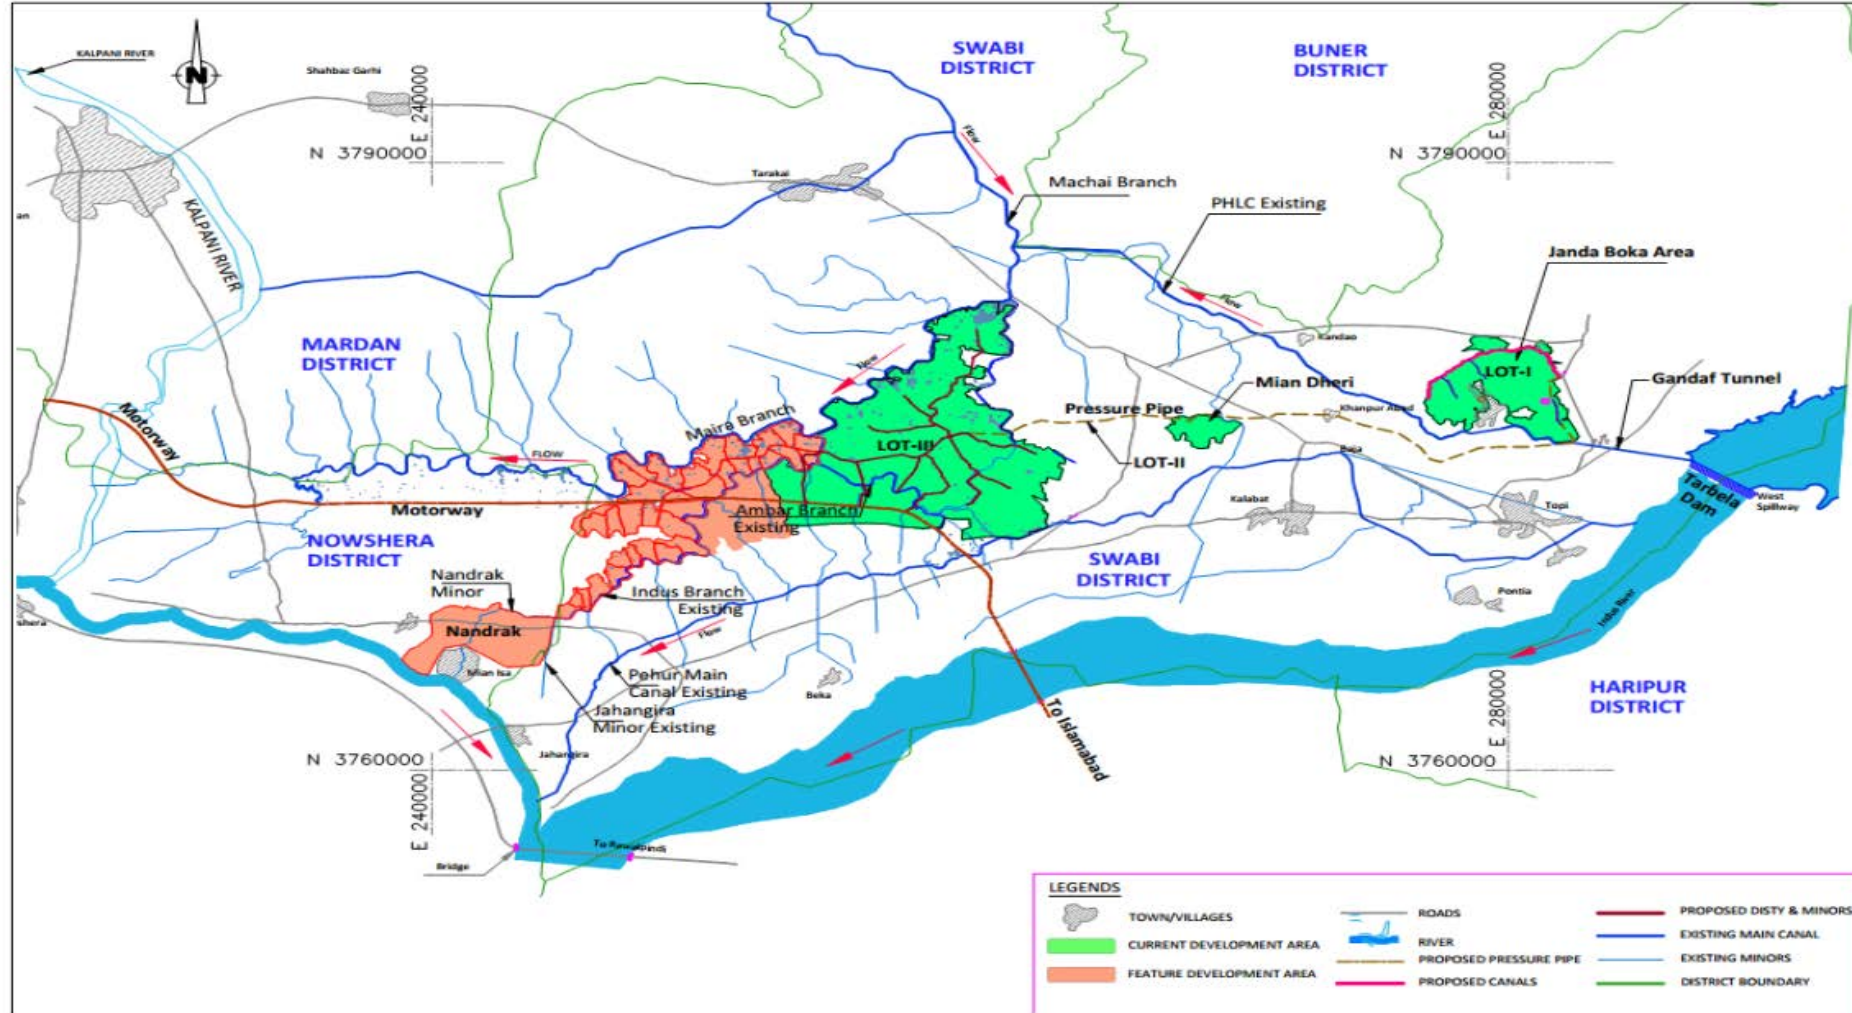 KALPANI RIVER
Shahbaz Garhi
E 240000
N 3790000
SWABI
DISTRICT
BUNER
DISTRICT
E 280000
N 3790000
N
an
KALPANI RIVER
Tarakai
Flow
Machai Branch
PHLC Existing
Flow
Janda Boka Area
MARDAN
DISTRICT
Flow
Kandao
LOT-I
Gandaf Tunnel
Mian Dheri
Pressure Pipe
Khanpur Abad
Motorway
Maira Branch
LOT-III
LOT-II
FLOW
Baja
Motorway
Ambar Branch
Existing
Kalabat
Topi
Tarbela
Dam
West
Spillway
NOWSHERA
DISTRICT
SWABI
DISTRICT
Nandrak
Minor
Indus Branch
Existing
Pontia
Indus River
shera
Nandrak
Flow
Mian Isa
Pehur Main
Canal Existing
Beka
Jahangira
Minor Existing
To Islamabad
HARIPUR
DISTRICT
E 280000
N 3760000
N 3760000
E 240000
Jahangira
Bridge
To Rawalpindi
LEGENDS
TOWN/VILLAGES
CURRENT DEVELOPMENT AREA
FEATURE DEVELOPMENT AREA
ROADS
RIVER
PROPOSED PRESSURE PIPE
PROPOSED CANALS
PROPOSED DISTY & MINORS
EXISTING MAIN CANAL
EXISTING MINORS
DISTRICT BOUNDARY